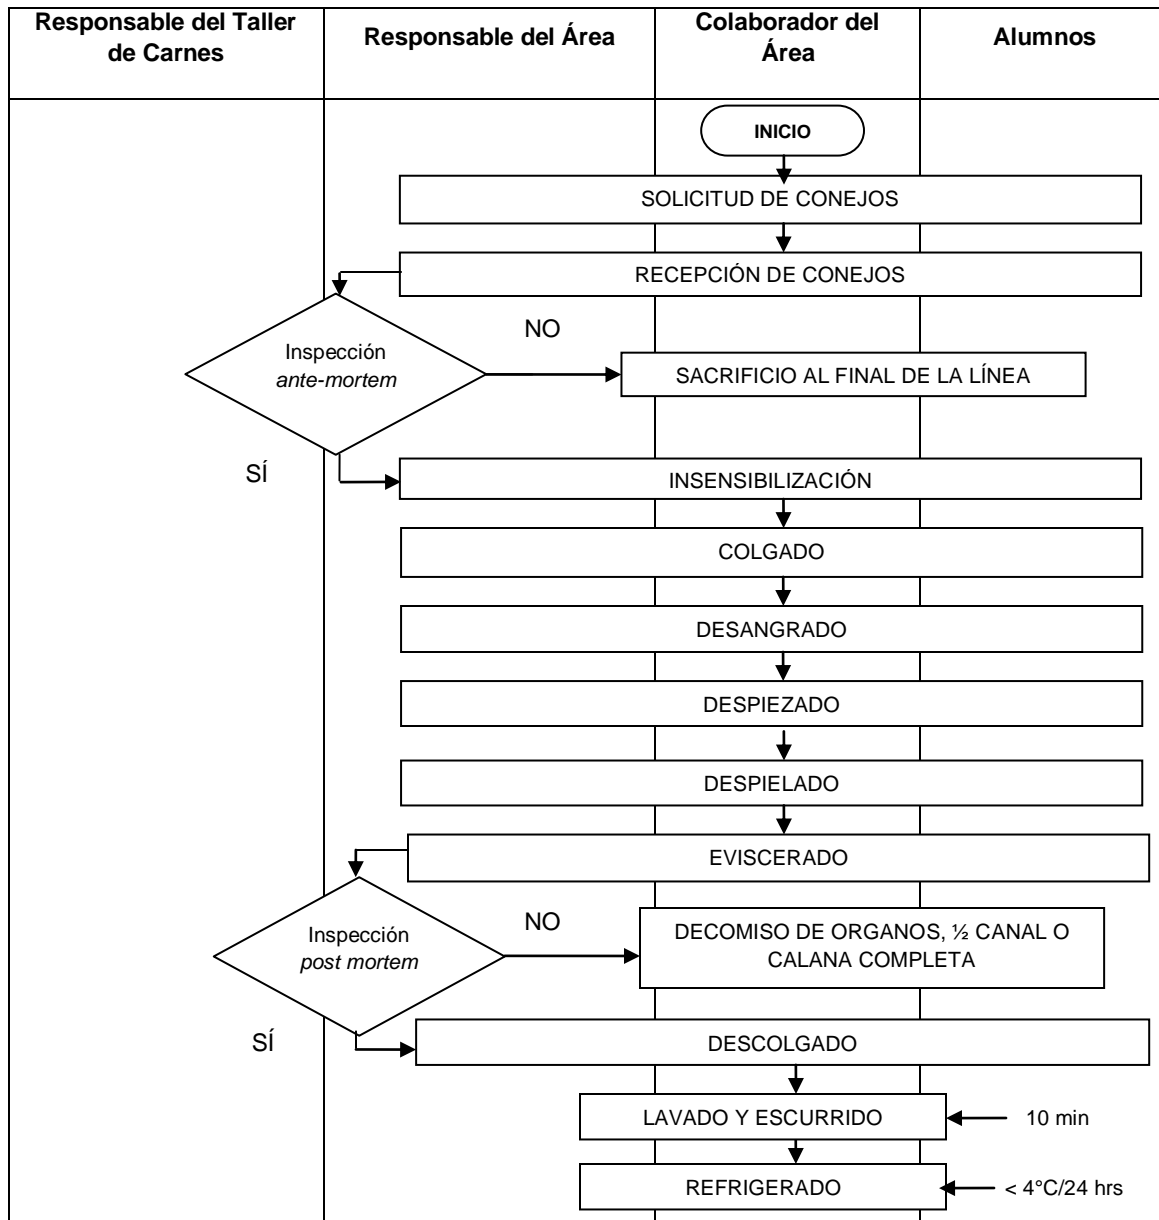 Responsable del Taller
de Carnes
Responsable del Área
Colaborador del
Área
Alumnos
INICIO
SOLICITUD DE CONEJOS
RECEPCIÓN DE CONEJOS
Inspección
ante-mortem
NO
SACRIFICIO AL FINAL DE LA LÍNEA
SÍ
INSENSIBILIZACIÓN
COLGADO
DESANGRADO
DESPIEZADO
DESPIELADO
EVISCERADO
Inspección
post mortem
NO
DECOMISO DE ORGANOS, ½ CANAL O
CALANA COMPLETA
SÍ
DESCOLGADO
LAVADO Y ESCURRIDO
10 min
REFRIGERADO
< 4°C/24 hrs